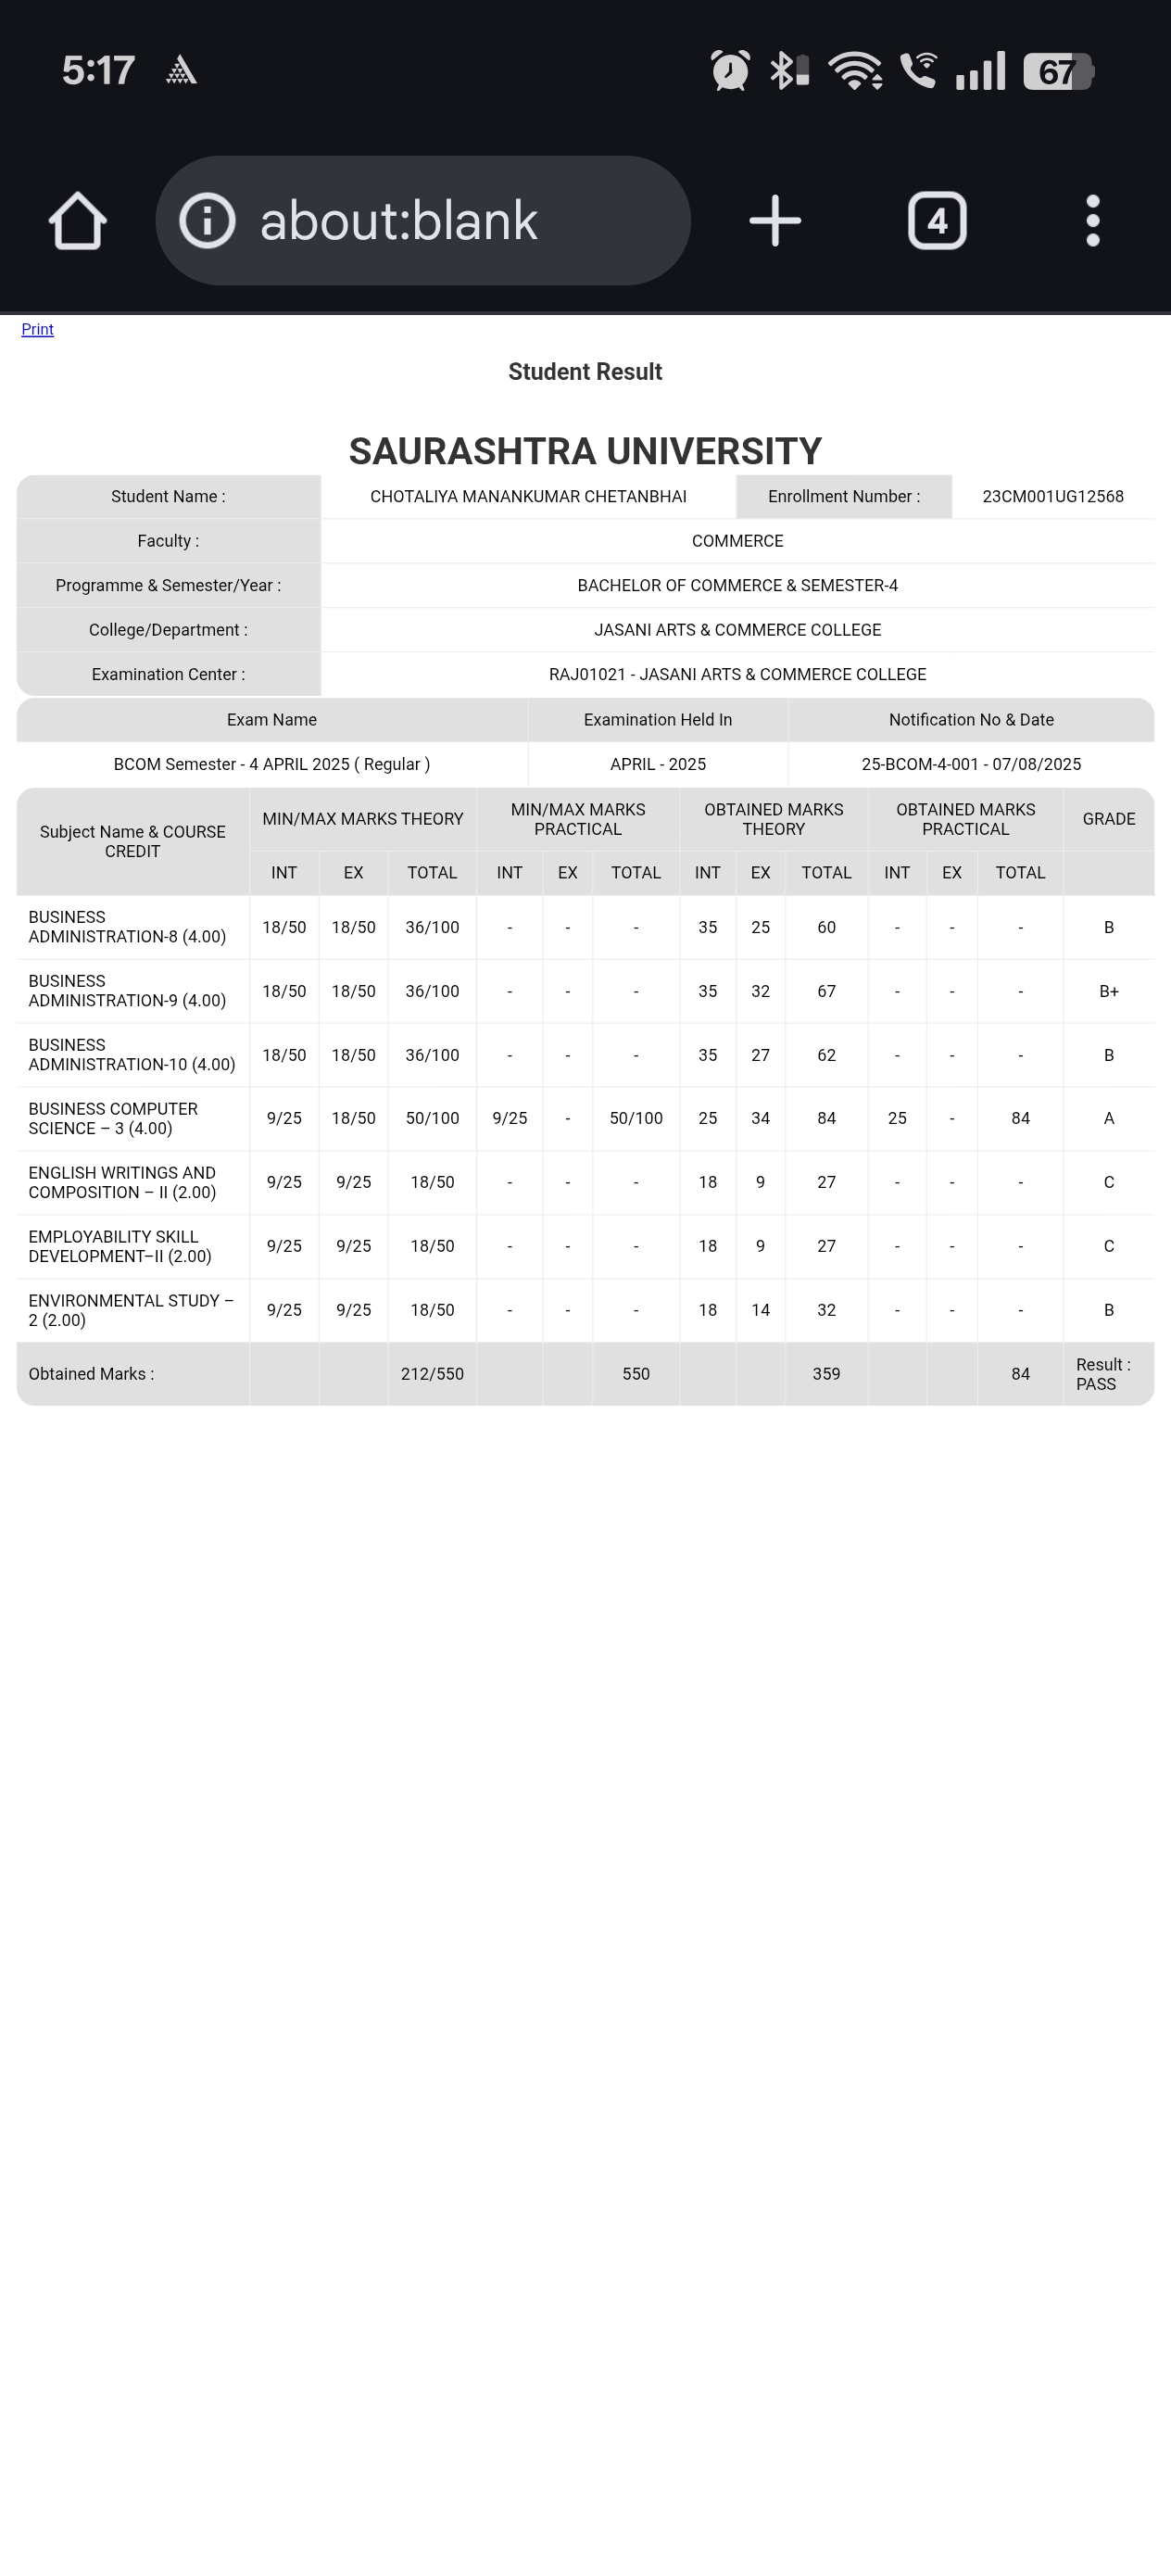 5:17
67
about:blank
4
Print
Student Result
SAURASHTRA UNIVERSITY
Student Name : CHOTALIYA MANANKUMAR CHETANBHAI Enrollment Number : 23CM001UG12568
Faculty : COMMERCE
Programme & Semester/Year : BACHELOR OF COMMERCE & SEMESTER-4
College/Department : JASANI ARTS & COMMERCE COLLEGE
Examination Center : RAJ01021 - JASANI ARTS & COMMERCE COLLEGE
Exam Name Examination Held In Notification No & Date
BCOM Semester - 4 APRIL 2025 ( Regular ) APRIL - 2025 25-BCOM-4-001 - 07/08/2025
Subject Name & COURSE
CREDIT
MIN/MAX MARKS THEORY
MIN/MAX MARKS
PRACTICAL
OBTAINED MARKS
THEORY
OBTAINED MARKS
PRACTICAL
GRADE
INT EX TOTAL INT EX TOTAL INT EX TOTAL INT EX TOTAL
BUSINESS
ADMINISTRATION-8 (4.00) 18/50 18/50 36/100 - - - 35 25 60 - - - B
BUSINESS
ADMINISTRATION-9 (4.00) 18/50 18/50 36/100 - - - 35 32 67 - - - B+
BUSINESS
ADMINISTRATION-10 (4.00) 18/50 18/50 36/100 - - - 35 27 62 - - - B
BUSINESS COMPUTER
SCIENCE – 3 (4.00) 9/25 18/50 50/100 9/25 - 50/100 25 34 84 25 - 84 A
ENGLISH WRITINGS AND
COMPOSITION – II (2.00) 9/25 9/25 18/50 - - - 18 9 27 - - - C
EMPLOYABILITY SKILL
DEVELOPMENT–II (2.00) 9/25 9/25 18/50 - - - 18 9 27 - - - C
ENVIRONMENTAL STUDY –
2 (2.00) 9/25 9/25 18/50 - - - 18 14 32 - - - B
Obtained Marks : 212/550 550 359 84 Result :
PASS